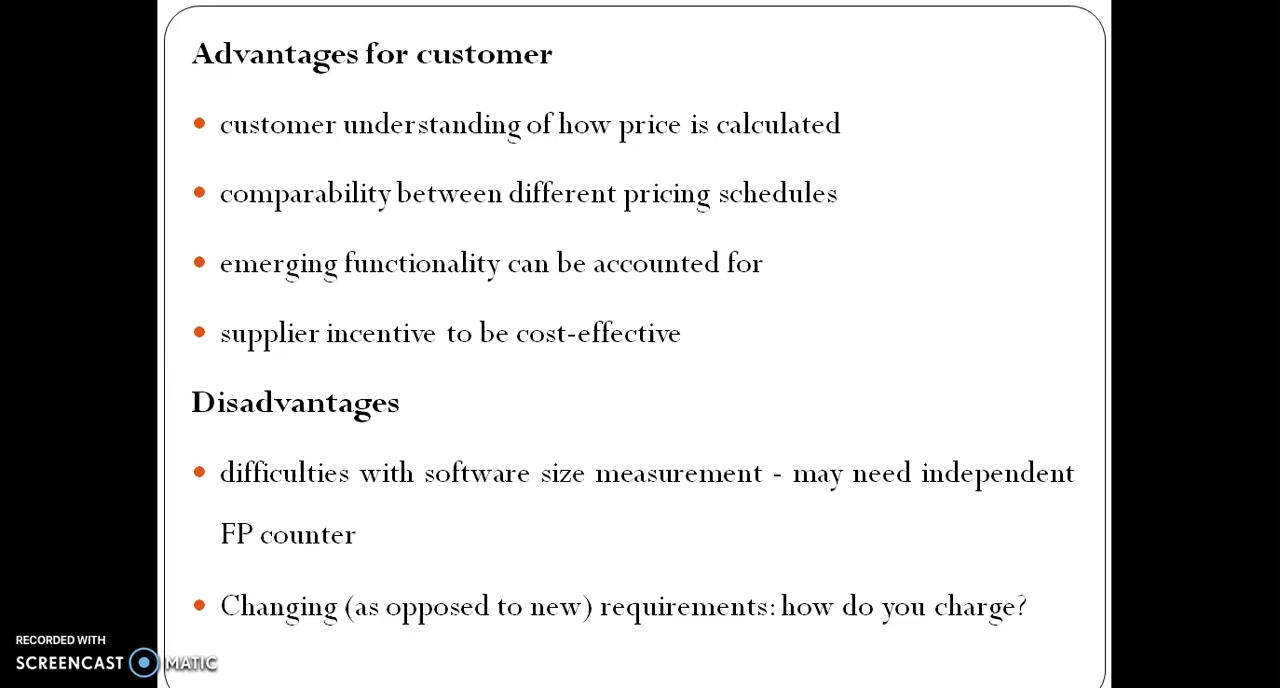 Advantages for customer
• customer understanding of how price is calculated
• comparability between different pricing schedules
• emerging functionality can be accounted for
• supplier incentive to be cost-effective
Disadvantages
• difficulties with software size measurement - may need independent
FP counter
• Changing (as opposed to new) requirements: how do you charge?
RECORDED WITH
SCREENCAST MATIC